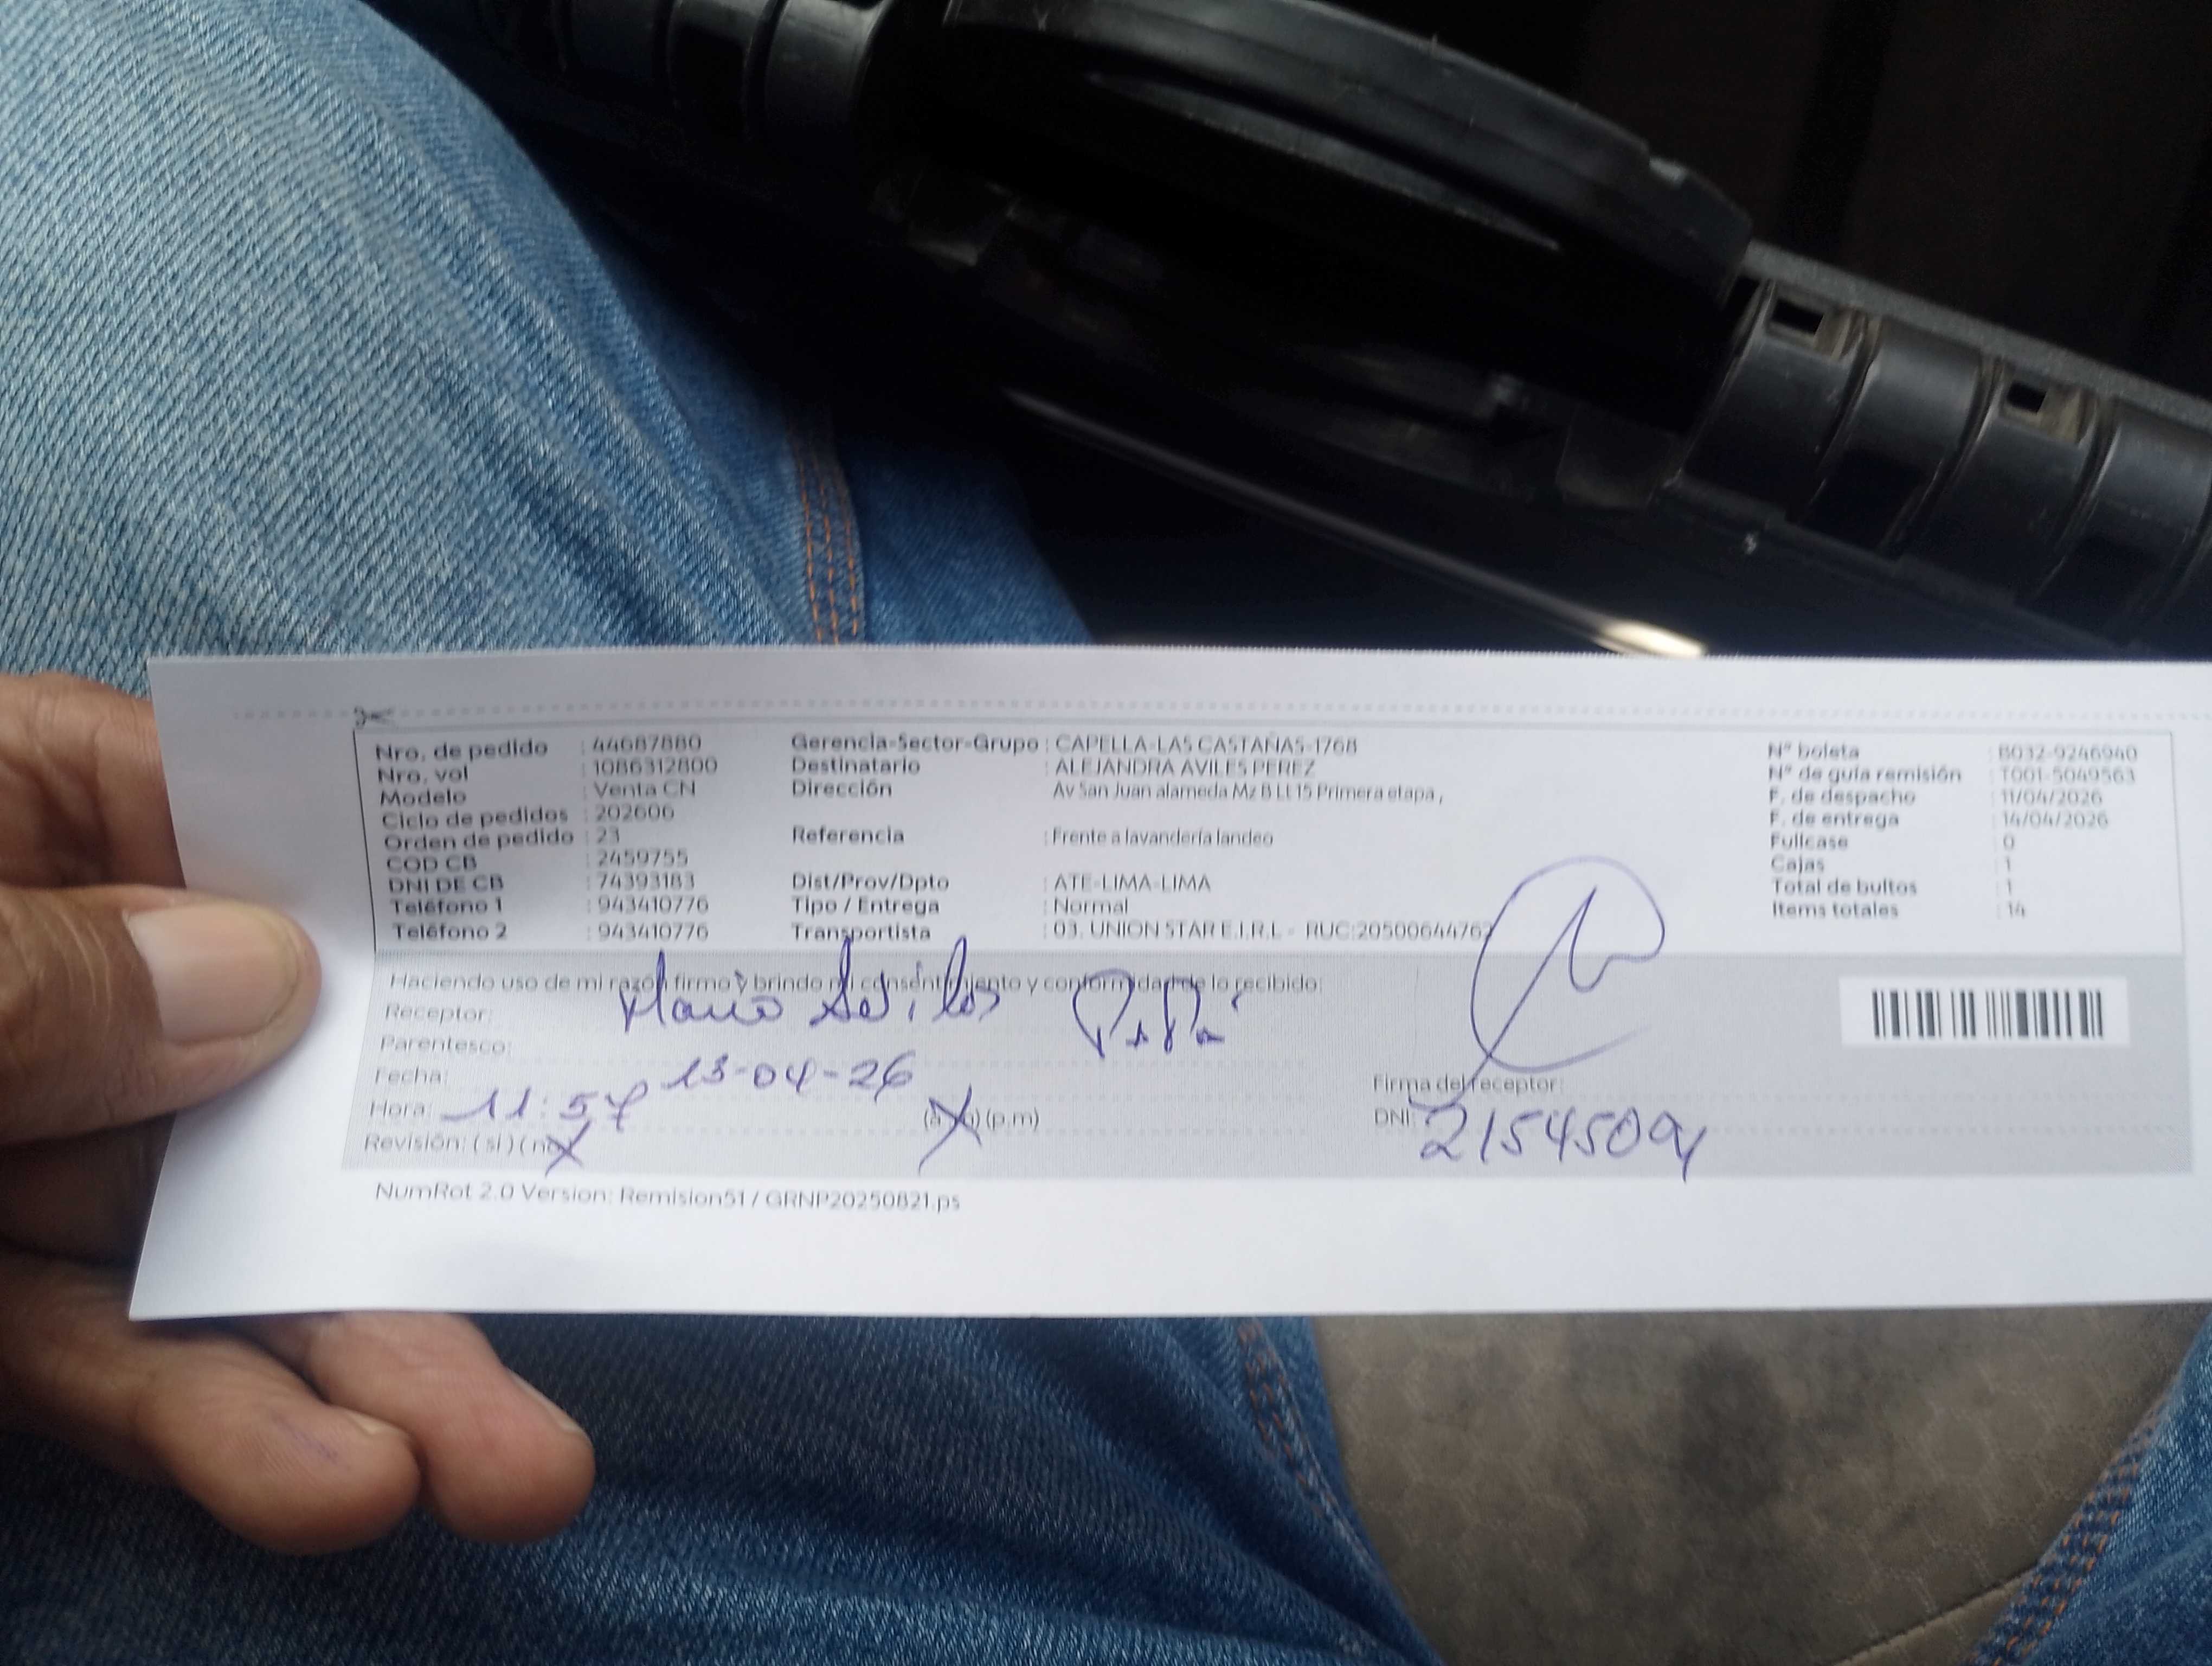 Nro. de pedido : 44687880 Gerencia-Sector-Grupo : CAPELLA-LAS CASTAÑAS-1768 N° boleta : B032-9246940
Nro. vol : 1086312800 Destinatario : ALEJANDRA AVILES PEREZ N° de guía remisión : T001-5049563
Modelo : Venta CN Dirección Av San Juan alameda Mz B Lt 15 Primera etapa , F. de despacho : 11/04/2026
Ciclo de pedidos : 202606 F. de entrega : 14/04/2026
Orden de pedido : 23 Referencia : Frente a lavandería landeo Fullcase : 0
COD CB : 2459755 Cajas : 1
DNI DE CB : 74393183 Dist/Prov/Dpto : ATE-LIMA-LIMA Total de bultos : 1
Teléfono 1 : 943410776 Tipo / Entrega : Normal Items totales : 14
Teléfono 2 : 943410776 Transportista : 03. UNION STAR E.I.R.L - RUC:20500644762
Haciendo uso de mi razón firmo y brindo mi consentimiento y conformidad de lo recibido:
Receptor: Mario Aviles
Parentesco: Papá
Fecha: 13-04-26
Hora: 11:57 (a.m)(p.m) Firma del receptor:
Revisión: (si)(no) DNI: 2154509
NumRot 2.0 Version: Remision51 / GRNP20250821.ps